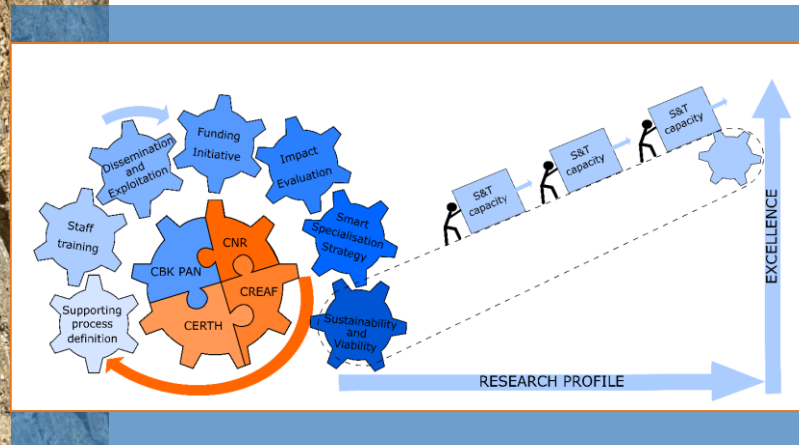 Supporting
process
definition
Staff
training
Dissemination
and
Exploitation
Funding
Initiative
Impact
Evaluation
Smart
Specialisation
Strategy
Sustainability
and
Viability
CBK PAN
CNR
CREAF
CERTH
S&T
capacity
S&T
capacity
S&T
capacity
EXCELLENCE
RESEARCH PROFILE